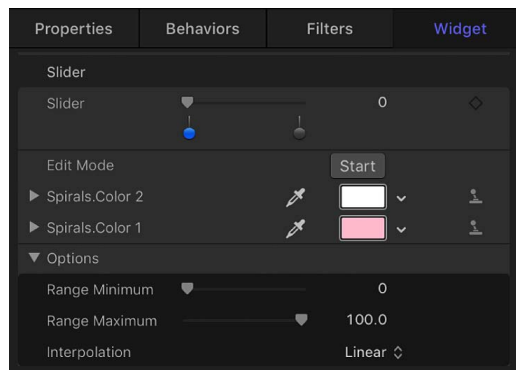 Properties Behaviors Filters Widget
Slider
Slider 0
Edit Mode Start
Spirals.Color 2
Spirals.Color 1
Options
Range Minimum 0
Range Maximum 100.0
Interpolation Linear